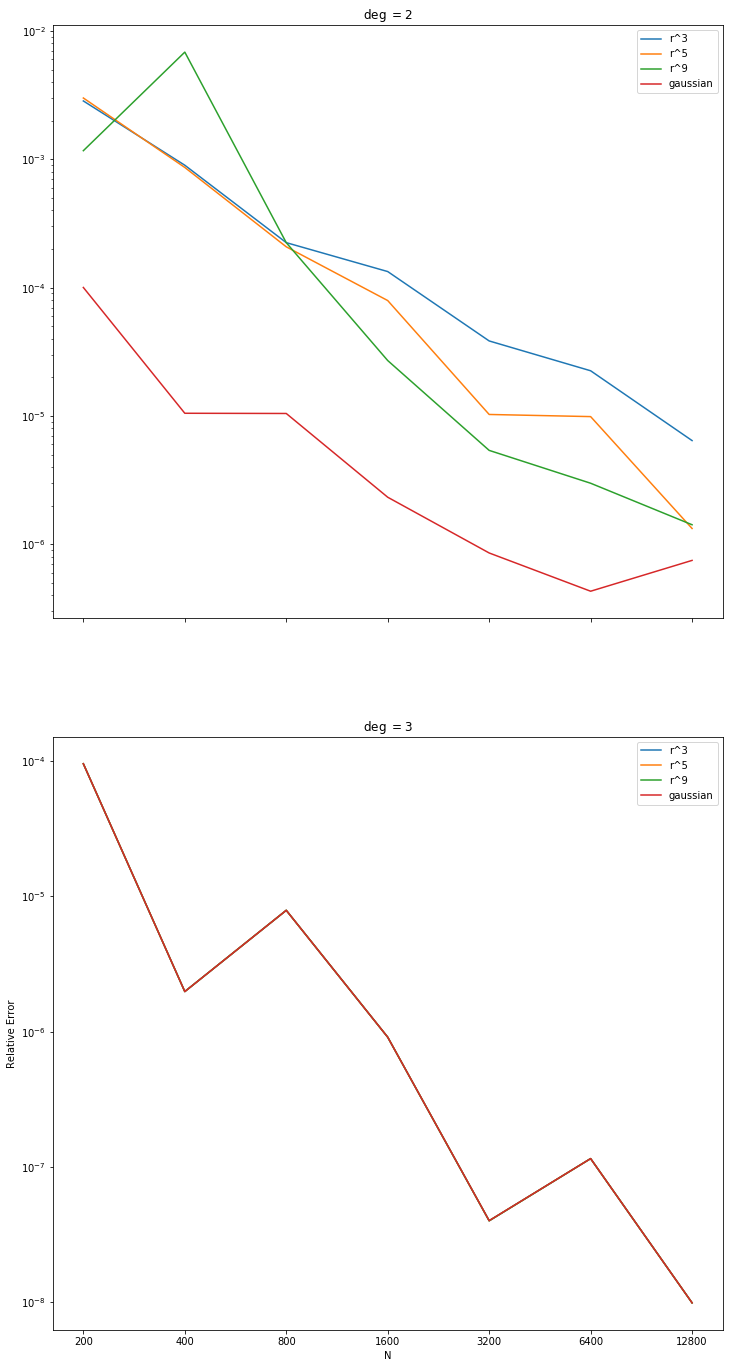 deg = 2
10⁻²
10⁻³
10⁻⁴
10⁻⁵
10⁻⁶
r^3
r^5
r^9
gaussian
deg = 3
10⁻⁴
10⁻⁵
10⁻⁶
10⁻⁷
10⁻⁸
Relative Error
r^3
r^5
r^9
gaussian
200 400 800 1600 3200 6400 12800
N